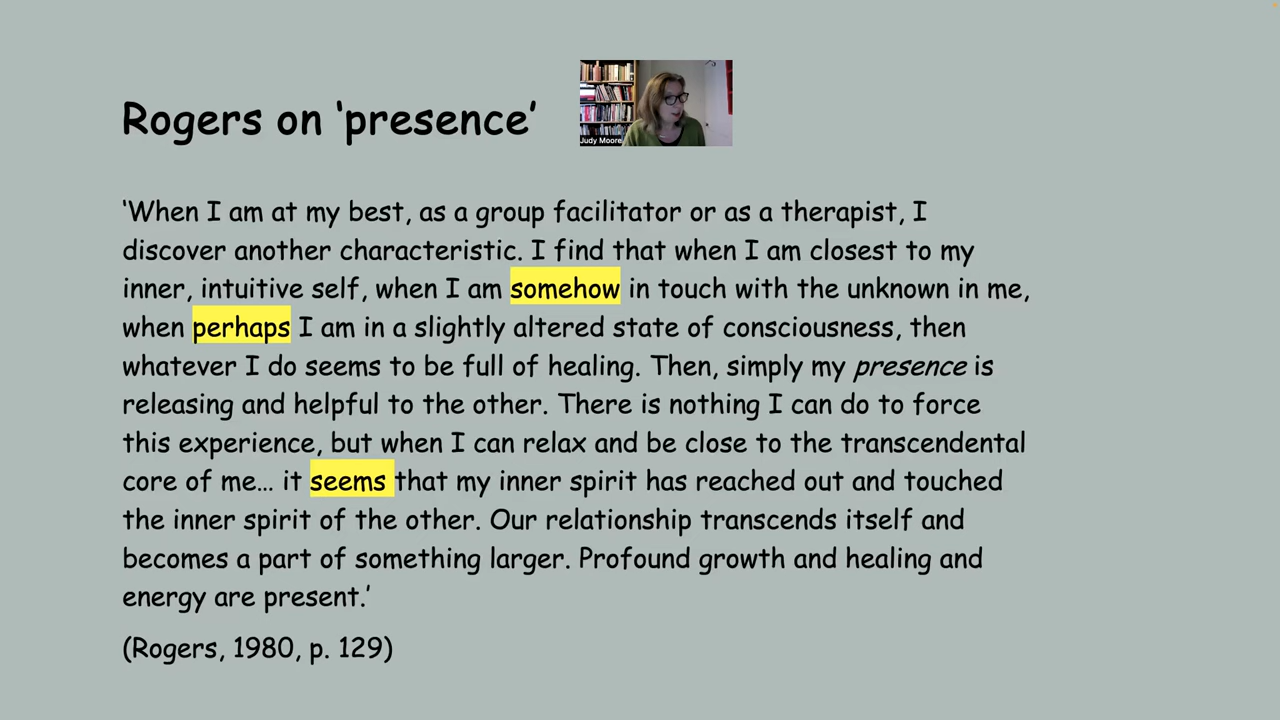 Rogers on ‘presence’
Judy Moore
‘When I am at my best, as a group facilitator or as a therapist, I
discover another characteristic. I find that when I am closest to my
inner, intuitive self, when I am somehow in touch with the unknown in me,
when perhaps I am in a slightly altered state of consciousness, then
whatever I do seems to be full of healing. Then, simply my presence is
releasing and helpful to the other. There is nothing I can do to force
this experience, but when I can relax and be close to the transcendental
core of me… it seems that my inner spirit has reached out and touched
the inner spirit of the other. Our relationship transcends itself and
becomes a part of something larger. Profound growth and healing and
energy are present.’
(Rogers, 1980, p. 129)